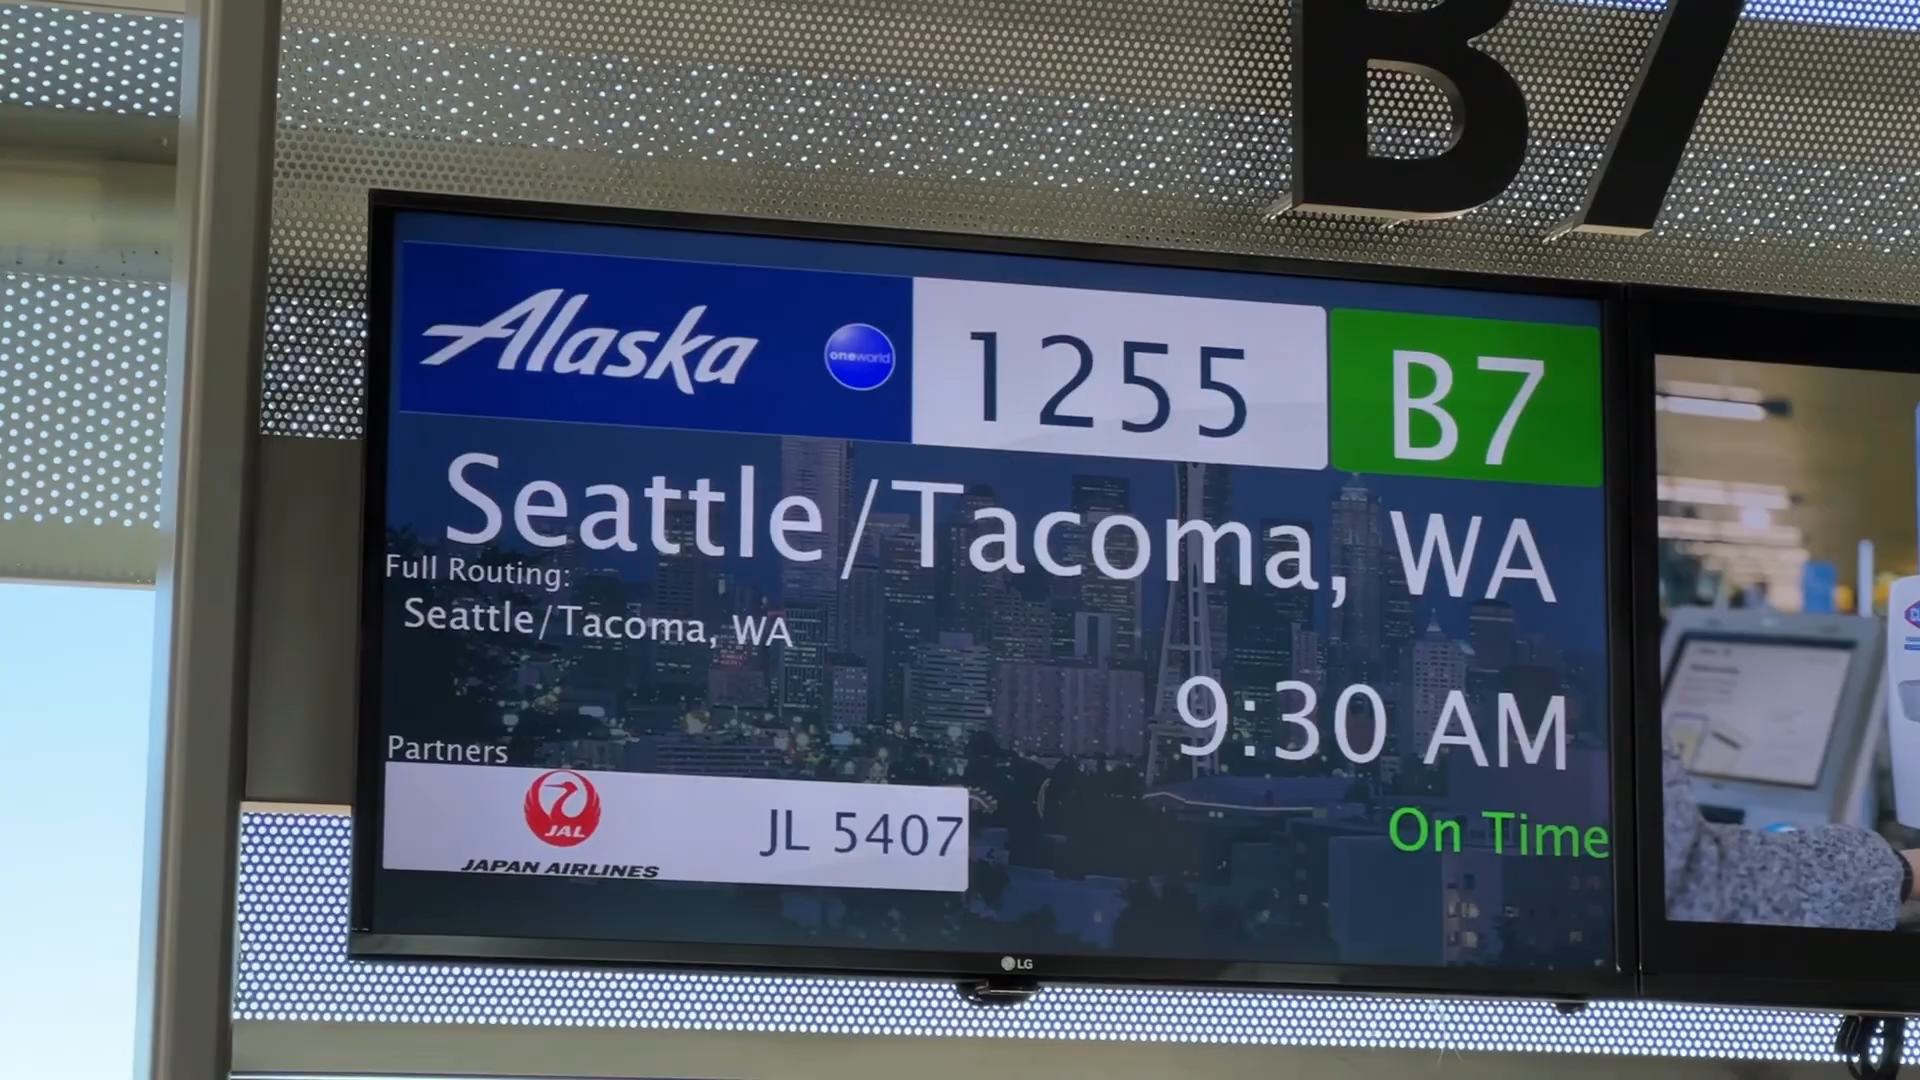 B7
Alaska oneworld 1255 B7
Seattle/Tacoma, WA
Full Routing:
Seattle/Tacoma, WA
9:30 AM
Partners
On Time
JAL JL 5407
JAPAN AIRLINES
LG